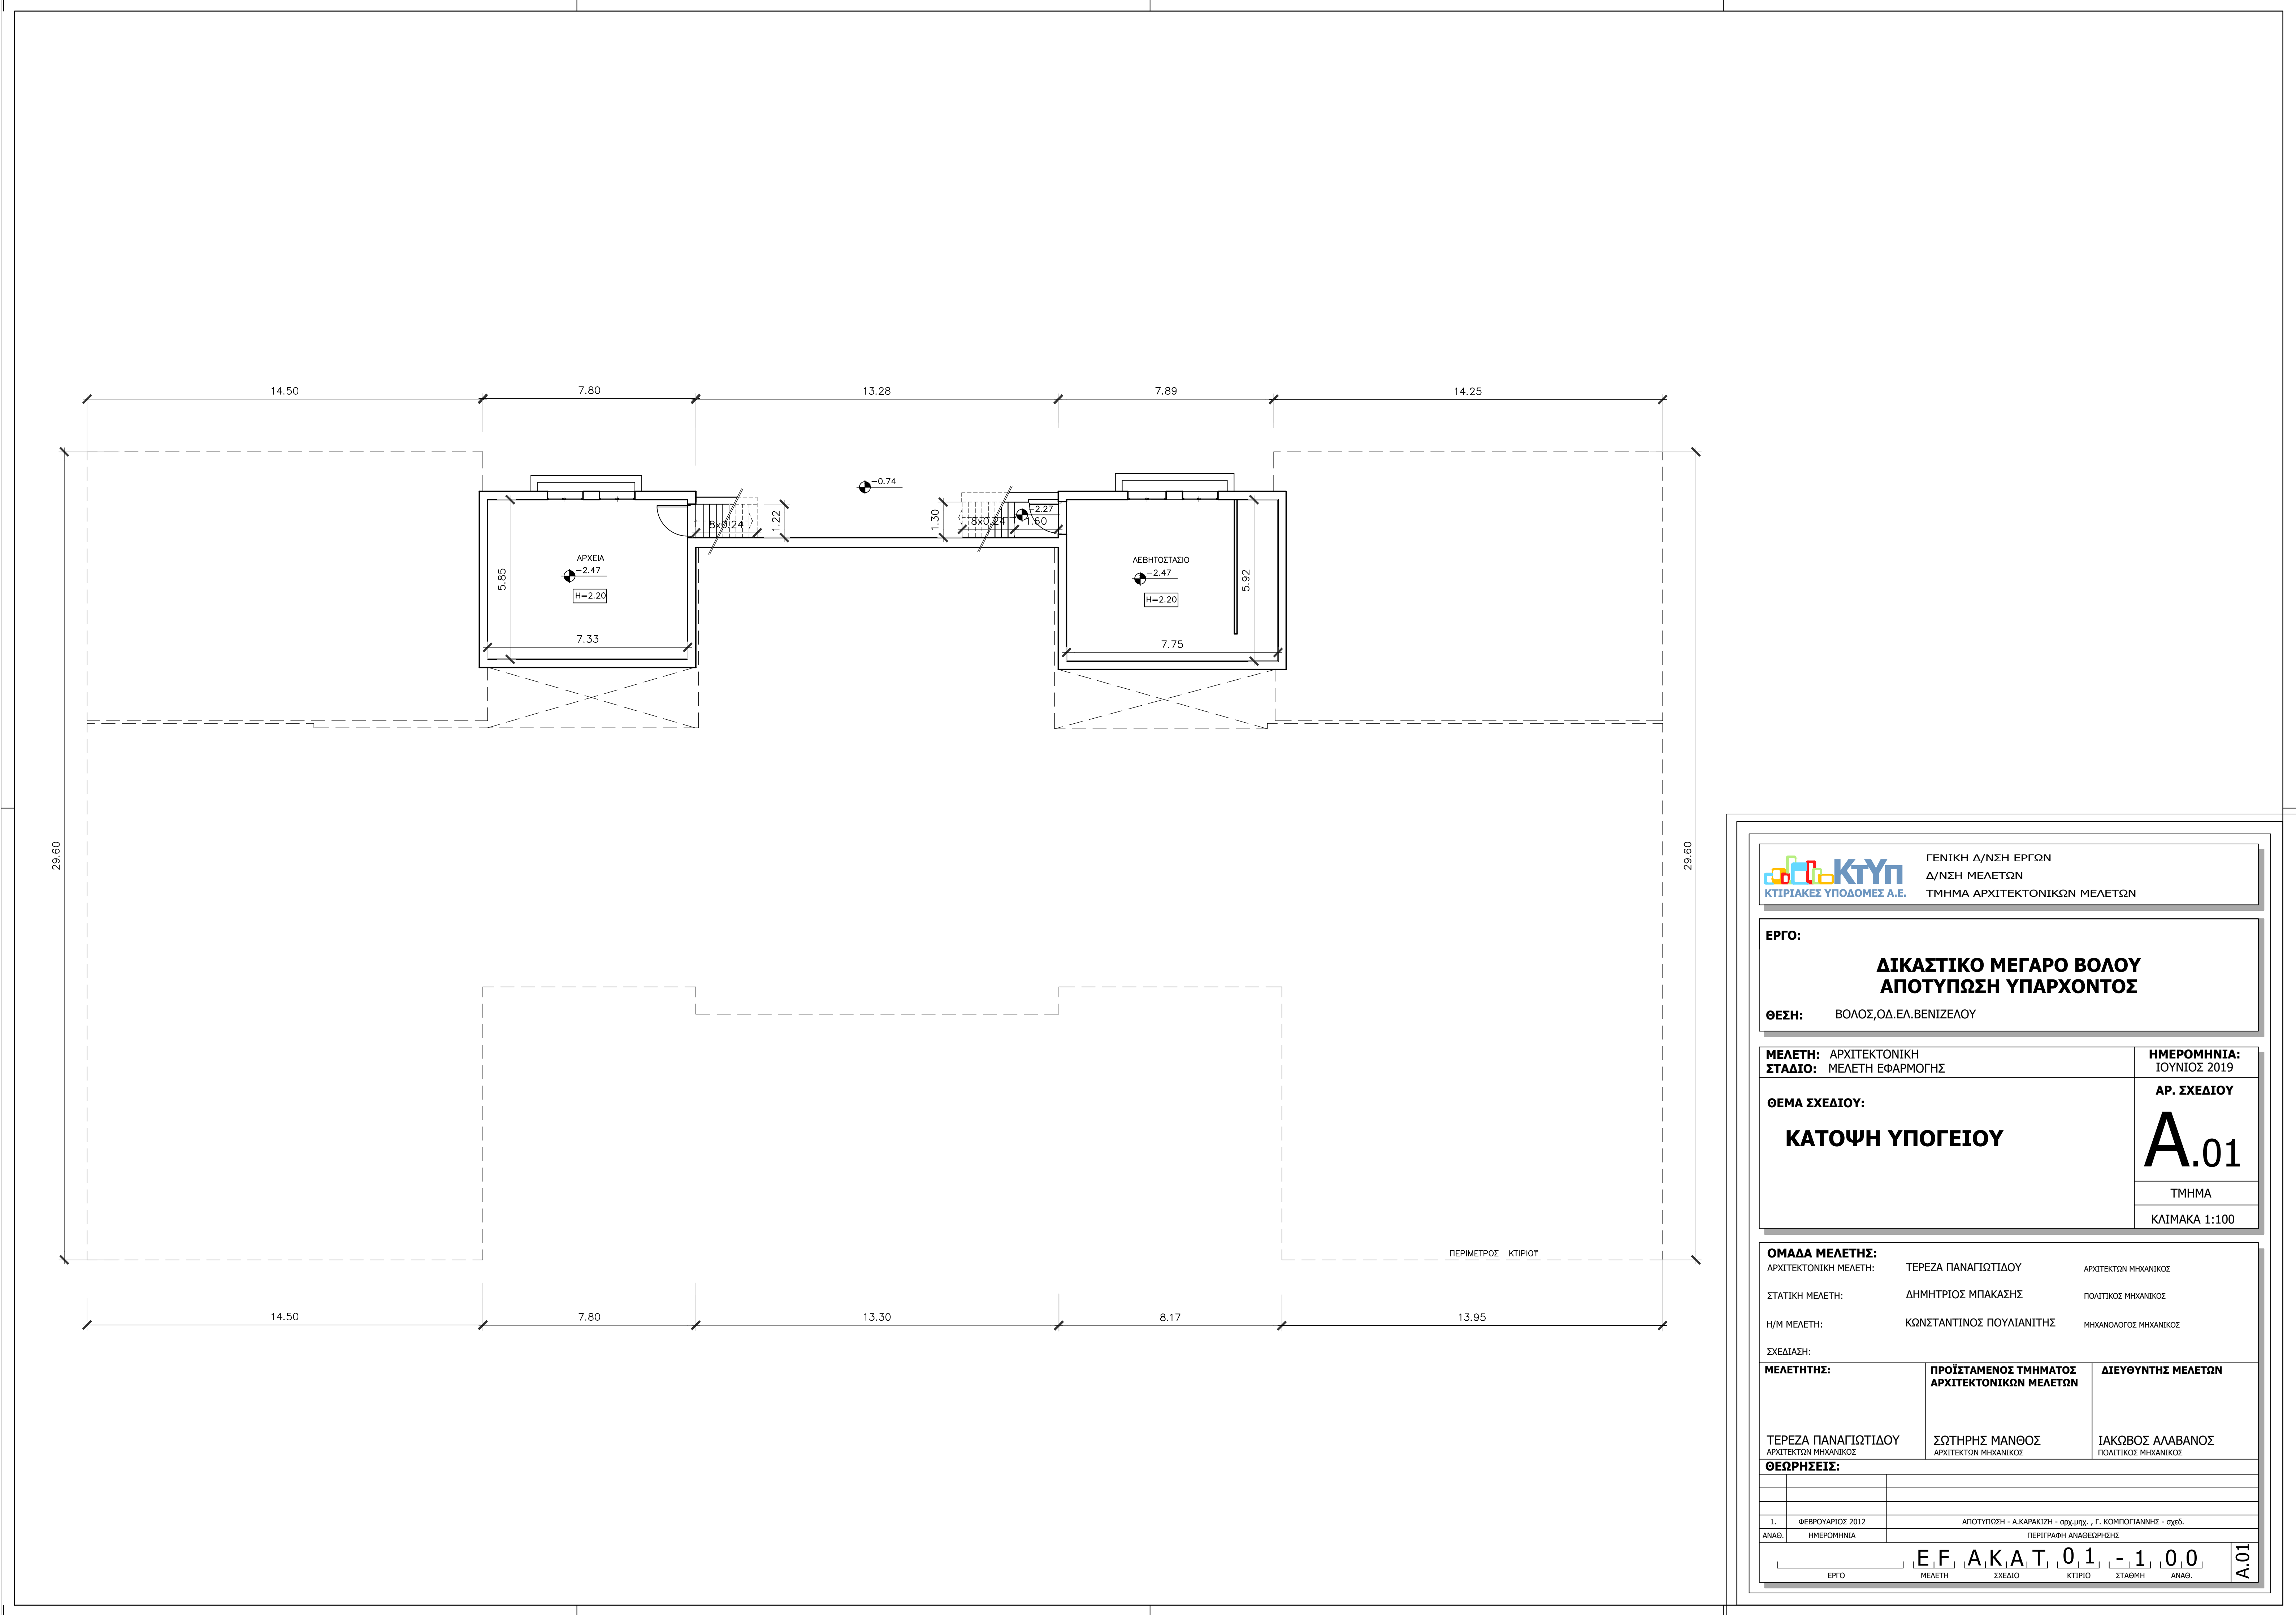 14.50
7.80
13.28
7.89
14.25
-0.74
8x0.24
1.22
1.30
8x0.24
-2.27
1.60
ΑΡΧΕΙΑ
-2.47
H=2.20
5.85
7.33
ΛΕΒΗΤΟΣΤΑΣΙΟ
-2.47
H=2.20
5.92
7.75
29.60
29.60
ΠΕΡΙΜΕΤΡΟΣ ΚΤΙΡΙΟΤ
14.50
7.80
13.30
8.17
13.95
ΚτΥπ
ΚΤΙΡΙΑΚΕΣ ΥΠΟΔΟΜΕΣ Α.Ε.
ΓΕΝΙΚΗ Δ/ΝΣΗ ΕΡΓΩΝ
Δ/ΝΣΗ ΜΕΛΕΤΩΝ
ΤΜΗΜΑ ΑΡΧΙΤΕΚΤΟΝΙΚΩΝ ΜΕΛΕΤΩΝ
ΕΡΓΟ:
ΔΙΚΑΣΤΙΚΟ ΜΕΓΑΡΟ ΒΟΛΟΥ
ΑΠΟΤΥΠΩΣΗ ΥΠΑΡΧΟΝΤΟΣ
ΘΕΣΗ: ΒΟΛΟΣ,ΟΔ.ΕΛ.ΒΕΝΙΖΕΛΟΥ
ΜΕΛΕΤΗ: ΑΡΧΙΤΕΚΤΟΝΙΚΗ
ΣΤΑΔΙΟ: ΜΕΛΕΤΗ ΕΦΑΡΜΟΓΗΣ
ΗΜΕΡΟΜΗΝΙΑ:
ΙΟΥΝΙΟΣ 2019
ΘΕΜΑ ΣΧΕΔΙΟΥ:
ΚΑΤΟΨΗ ΥΠΟΓΕΙΟΥ
ΑΡ. ΣΧΕΔΙΟΥ
A.01
ΤΜΗΜΑ
ΚΛΙΜΑΚΑ 1:100
ΟΜΑΔΑ ΜΕΛΕΤΗΣ:
ΑΡΧΙΤΕΚΤΟΝΙΚΗ ΜΕΛΕΤΗ: ΤΕΡΕΖΑ ΠΑΝΑΓΙΩΤΙΔΟΥ ΑΡΧΙΤΕΚΤΩΝ ΜΗΧΑΝΙΚΟΣ
ΣΤΑΤΙΚΗ ΜΕΛΕΤΗ: ΔΗΜΗΤΡΙΟΣ ΜΠΑΚΑΣΗΣ ΠΟΛΙΤΙΚΟΣ ΜΗΧΑΝΙΚΟΣ
Η/Μ ΜΕΛΕΤΗ: ΚΩΝΣΤΑΝΤΙΝΟΣ ΠΟΥΛΙΑΝΙΤΗΣ ΜΗΧΑΝΟΛΟΓΟΣ ΜΗΧΑΝΙΚΟΣ
ΣΧΕΔΙΑΣΗ:
ΜΕΛΕΤΗΤΗΣ:
ΤΕΡΕΖΑ ΠΑΝΑΓΙΩΤΙΔΟΥ
ΑΡΧΙΤΕΚΤΩΝ ΜΗΧΑΝΙΚΟΣ
ΠΡΟΪΣΤΑΜΕΝΟΣ ΤΜΗΜΑΤΟΣ
ΑΡΧΙΤΕΚΤΟΝΙΚΩΝ ΜΕΛΕΤΩΝ
ΣΩΤΗΡΗΣ ΜΑΝΘΟΣ
ΑΡΧΙΤΕΚΤΩΝ ΜΗΧΑΝΙΚΟΣ
ΔΙΕΥΘΥΝΤΗΣ ΜΕΛΕΤΩΝ
ΙΑΚΩΒΟΣ ΑΛΑΒΑΝΟΣ
ΠΟΛΙΤΙΚΟΣ ΜΗΧΑΝΙΚΟΣ
ΘΕΩΡΗΣΕΙΣ:
1. ΦΕΒΡΟΥΑΡΙΟΣ 2012 ΑΠΟΤΥΠΩΣΗ - Α.ΚΑΡΑΚΙΖΗ - αρχ.μηχ. , Γ. ΚΟΜΠΟΓΙΑΝΝΗΣ - σχεδ.
ΑΝΑΘ. ΗΜΕΡΟΜΗΝΙΑ ΠΕΡΙΓΡΑΦΗ ΑΝΑΘΕΩΡΗΣΗΣ
E F A K A T 0 1 - 1 0 0
ΕΡΓΟ ΜΕΛΕΤΗ ΣΧΕΔΙΟ ΚΤΙΡΙΟ ΣΤΑΘΜΗ ΑΝΑΘ.
A.01